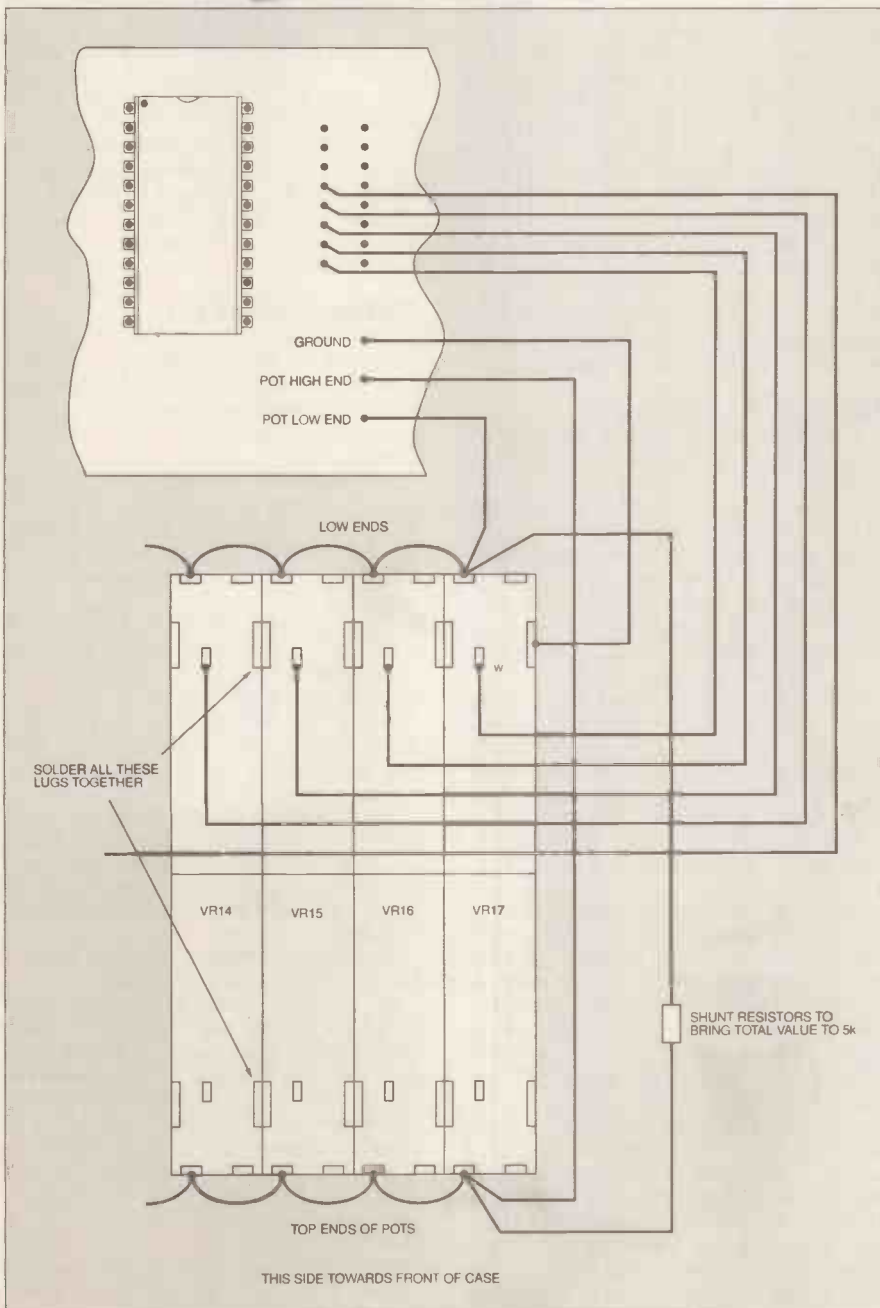 GROUND
POT HIGH END
POT LOW END
LOW ENDS
W
SOLDER ALL THESE
LUGS TOGETHER
VR14
VR15
VR16
VR17
SHUNT RESISTORS TO
BRING TOTAL VALUE TO 5k
TOP ENDS OF POTS
THIS SIDE TOWARDS FRONT OF CASE